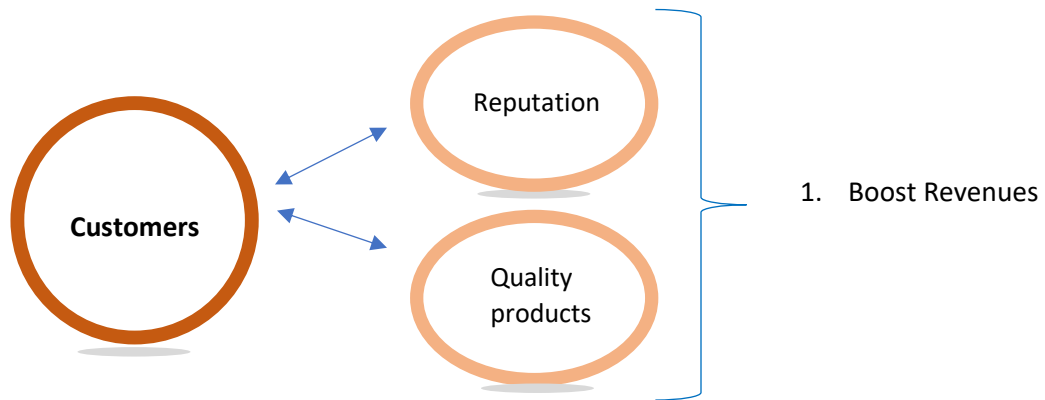 Reputation
Customers
Quality
products
1. Boost Revenues